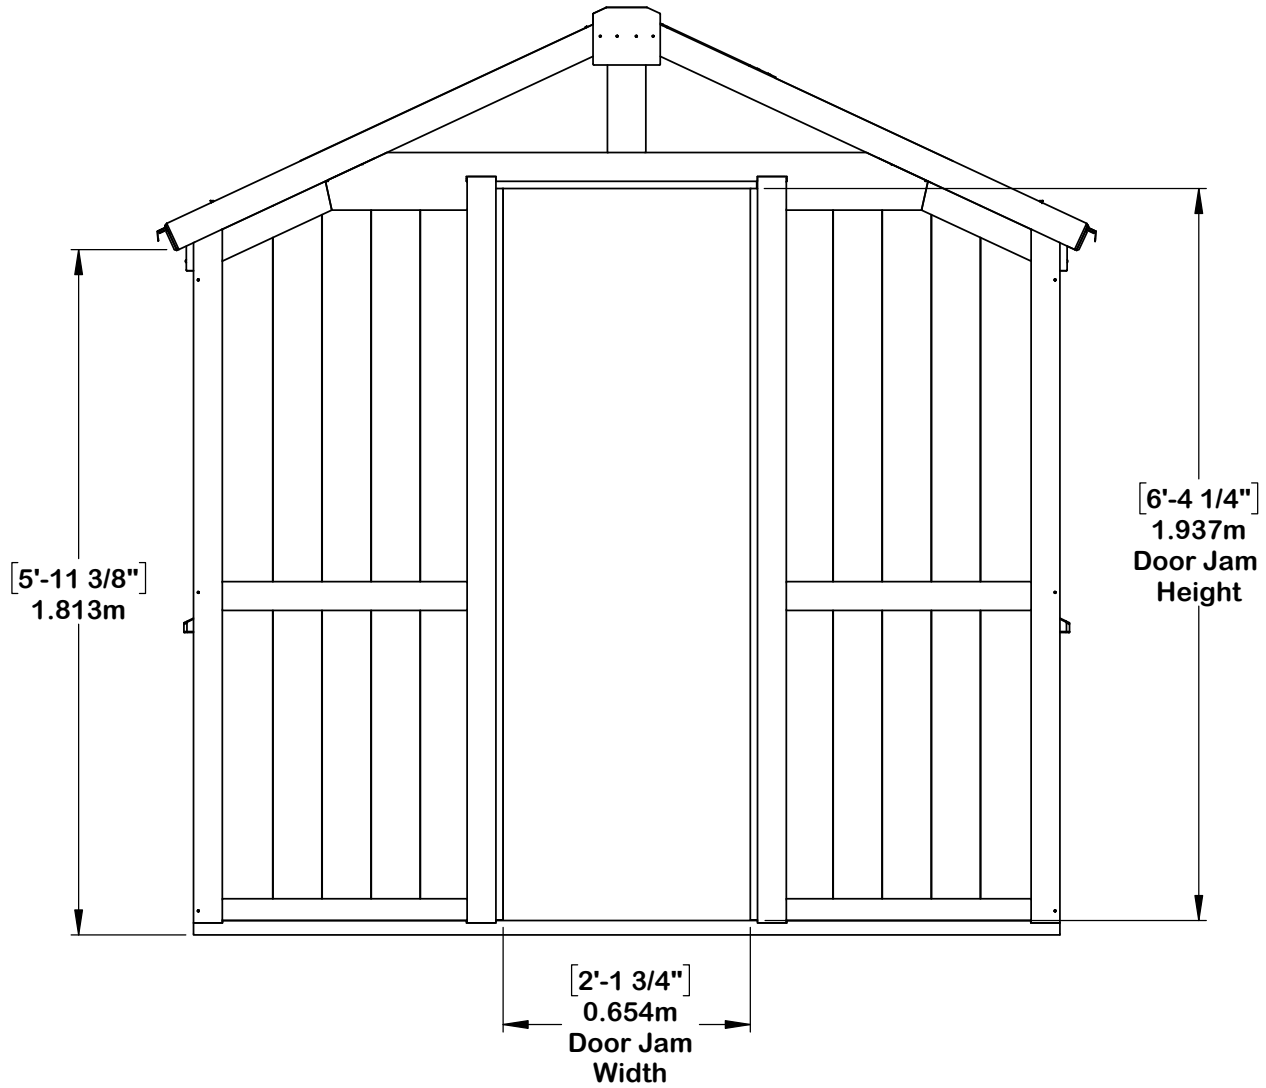 [5'-11 3/8"]
1.813m
[6'-4 1/4"]
1.937m
Door Jam
Height
[2'-1 3/4"]
0.654m
Door Jam
Width